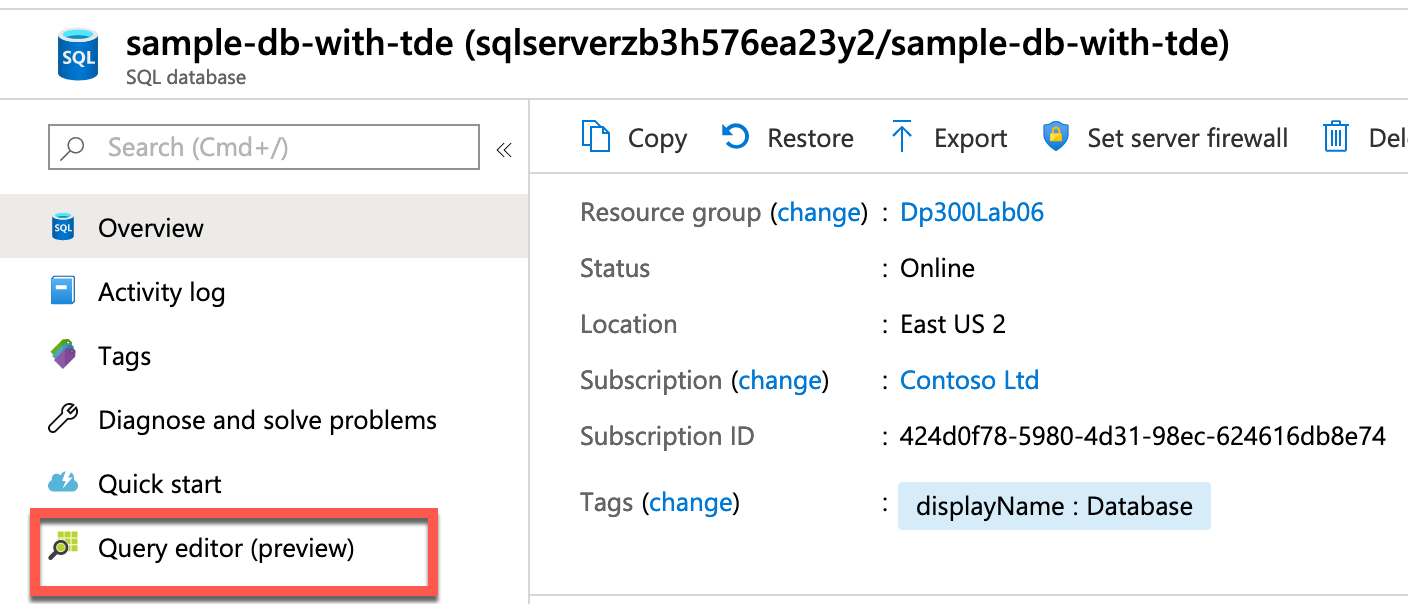 SQL
sample-db-with-tde (sqlserverzb3h576ea23y2/sample-db-with-tde)
SQL database
Search (Cmd+/)
«
Copy
Restore
Export
Set server firewall
Del
SQL
Overview
Activity log
Tags
Diagnose and solve problems
Quick start
Query editor (preview)
Resource group (change) : Dp300Lab06
Status : Online
Location : East US 2
Subscription (change) : Contoso Ltd
Subscription ID : 424d0f78-5980-4d31-98ec-624616db8e74
Tags (change) : displayName : Database